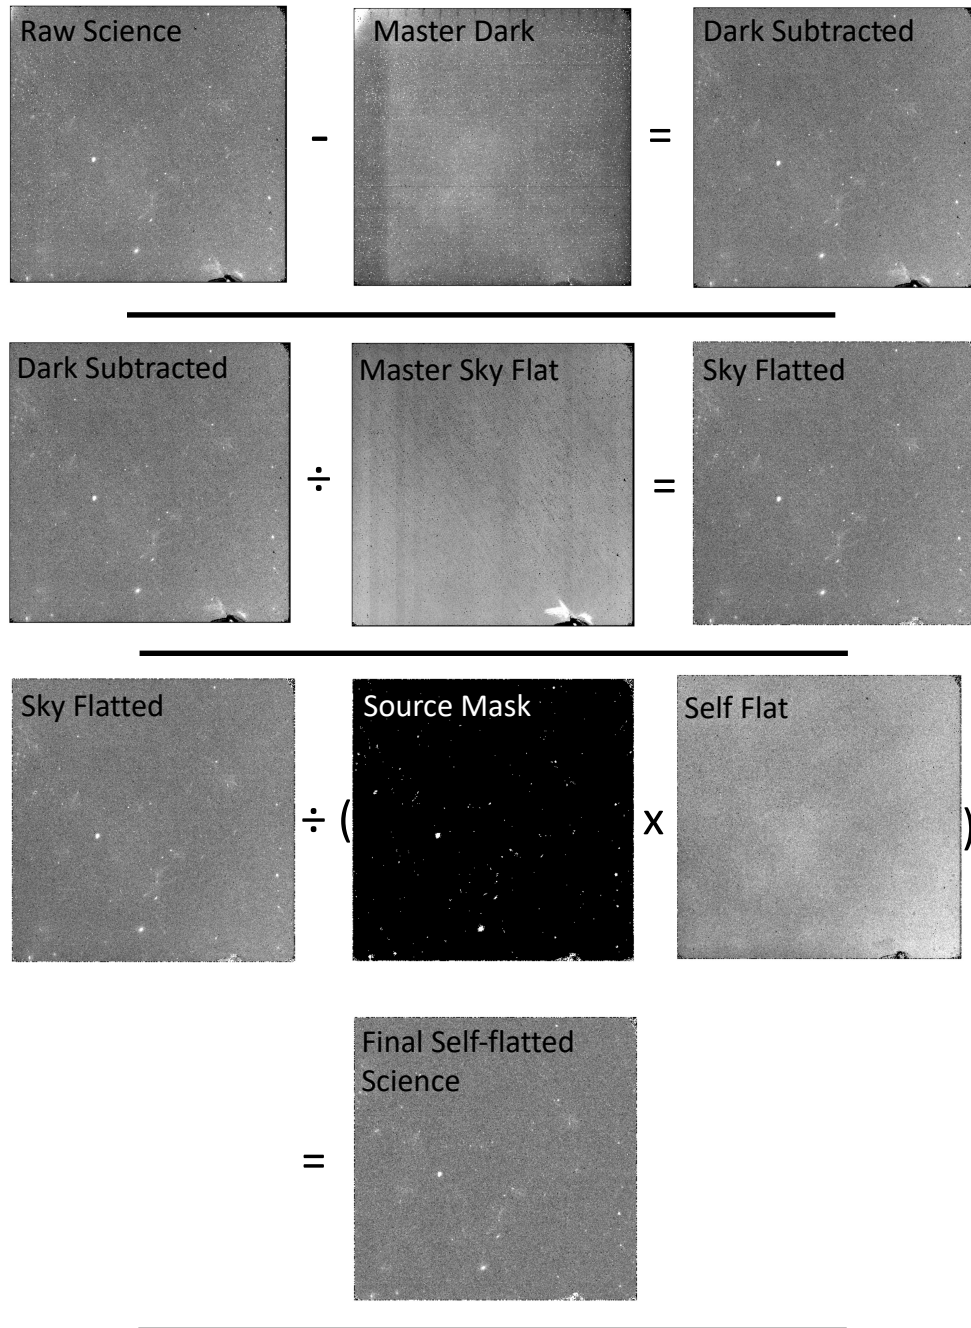 Raw Science
-
Master Dark
=
Dark Subtracted
Dark Subtracted
÷
Master Sky Flat
=
Sky Flatted
Sky Flatted
÷ (
Source Mask
x
Self Flat
)
=
Final Self-flatted
Science